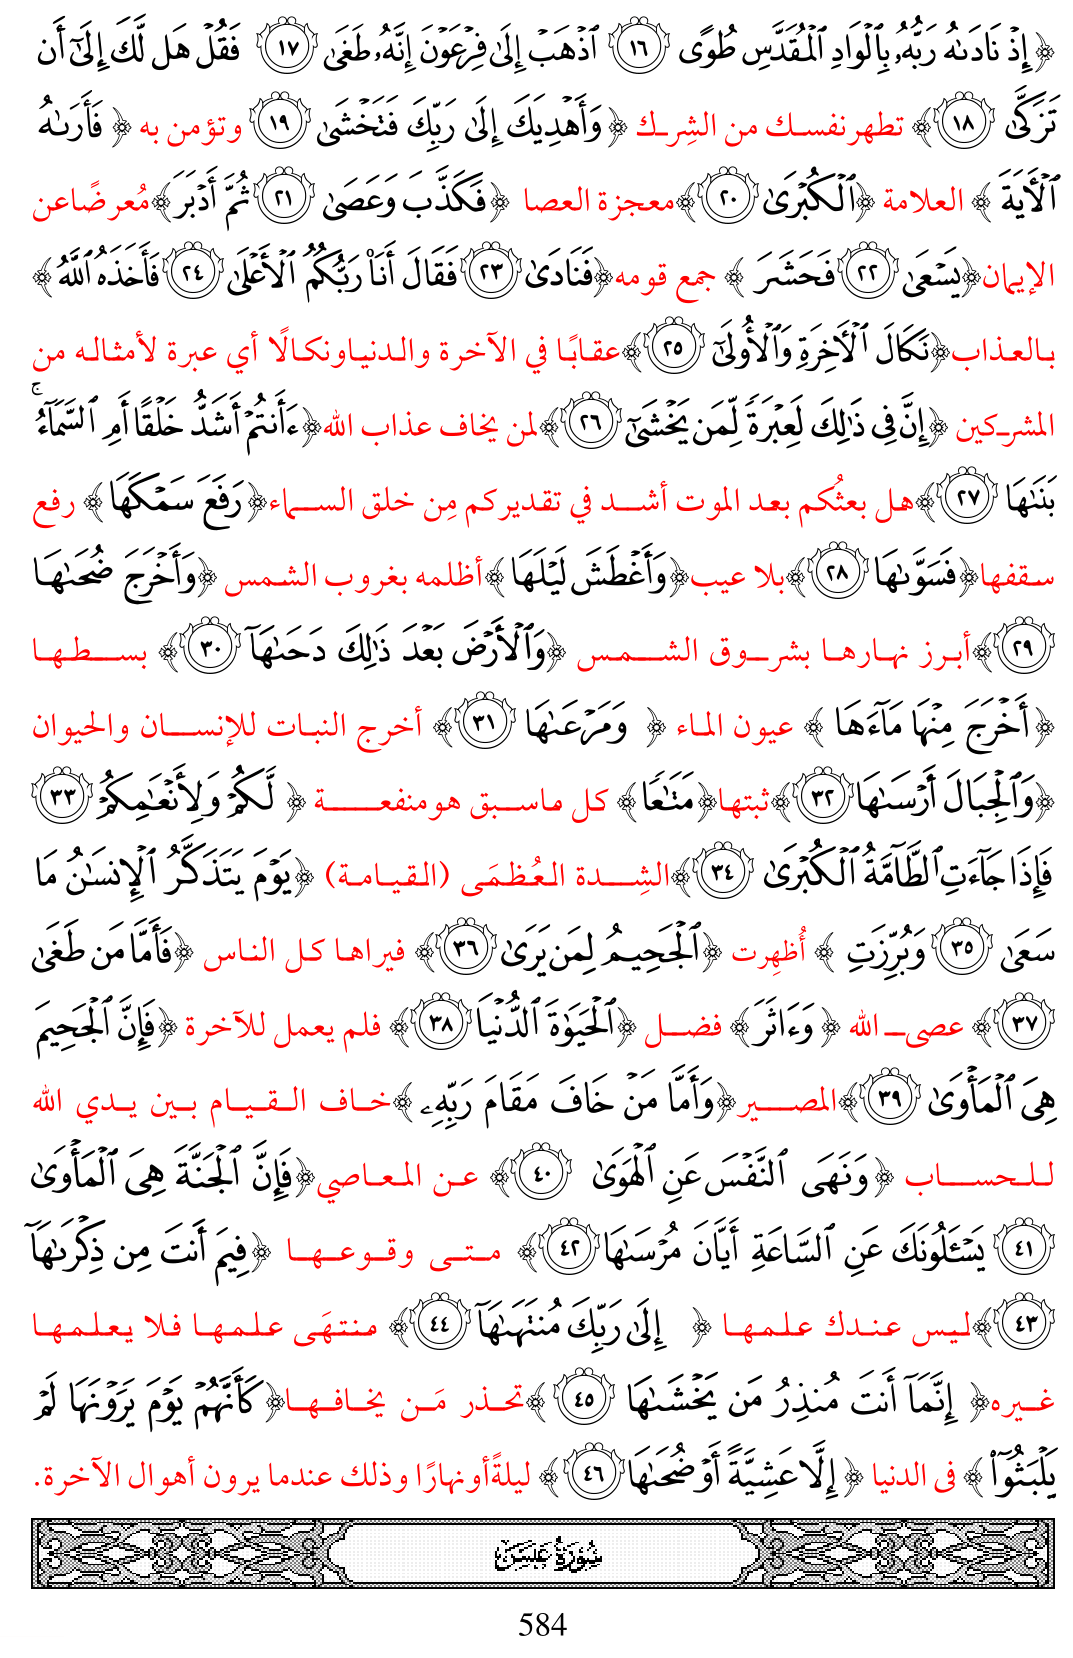 ﴿إِذۡ نَادَىٰهُ رَبُّهُۥ بِٱلۡوَادِ ٱلۡمُقَدَّسِ طُوًى ١٦ ٱذۡهَبۡ إِلَىٰ فِرۡعَوۡنَ إِنَّهُۥ طَغَىٰ ١٧ فَقُلۡ هَل لَّكَ إِلَىٰٓ أَن
تَزَكَّىٰ ١٨﴾ تطهرنفسك من الشِرك ﴿وَأَهۡدِيَكَ إِلَىٰ رَبِّكَ فَتَخۡشَىٰ ١٩ وتؤمن به ﴿فَأَرَىٰهُ
ٱلۡأٓيَةَ﴾ العلامة ﴿ٱلۡكُبۡرَىٰ ٢٠﴾معجزة العصا ﴿فَكَذَّبَ وَعَصَىٰ ٢١ ثُمَّ أَدۡبَرَ﴾مُعرضًاعن
الإيمان﴿يَسۡعَىٰ ٢٢ فَحَشَرَ ﴾ جمع قومه﴿فَنَادَىٰ ٢٣ فَقَالَ أَنَا۠ رَبُّكُمُ ٱلۡأَعۡلَىٰ ٢٤ فَأَخَذَهُ ٱللَّهُ﴾
بالعذاب﴿نَكَالَ ٱلۡأٓخِرَةِ وَٱلۡأُولَىٰٓ ٢٥﴾عقابًا في الآخرة والدنياونكالًا أي عبرة لأمثاله من
المشركين ﴿إِنَّ فِي ذَٰلِكَ لَعِبۡرَةٗ لِّمَن يَخۡشَىٰٓ ٢٦﴾لمن يخاف عذاب الله﴿ءَأَنتُمۡ أَشَدُّ خَلۡقًا أَمِ ٱلسَّمَآءُۚ
بَنَىٰهَا ٢٧﴾هل بعثُكم بعد الموت أشد في تقديركم مِن خلق السماء﴿رَفَعَ سَمۡكَهَا﴾ رفع
سقفها﴿فَسَوَّىٰهَا ٢٨﴾بلا عيب﴿وَأَغۡطَشَ لَيۡلَهَا﴾أظلمه بغروب الشمس ﴿وَأَخۡرَجَ ضُحَىٰهَا
٢٩﴾أبرز نهارها بشروق الشمس ﴿وَٱلۡأَرۡضَ بَعۡدَ ذَٰلِكَ دَحَىٰهَآ ٣٠﴾ بسطها
﴿أَخۡرَجَ مِنۡهَا مَآءَهَا ﴾ عيون الماء ﴿ وَمَرۡعَىٰهَا ٣١﴾ أخرج النبات للإنسان والحيوان
﴿وَٱلۡجِبَالَ أَرۡسَىٰهَا ٣٢﴾ثبتها﴿مَتَٰعٗا﴾ كل ماسبق هومنفعة ﴿لَّكُمۡ وَلِأَنۡعَٰمِكُمۡ ٣٣
فَإِذَا جَآءَتِ ٱلطَّآمَّةُ ٱلۡكُبۡرَىٰ ٣٤﴾الشِدة العُظمَى (القيامة) ﴿يَوۡمَ يَتَذَكَّرُ ٱلۡإِنسَٰنُ مَا
سَعَىٰ ٣٥ وَبُرِّزَتِ ﴾ أُظهِرت ﴿ٱلۡجَحِيمُ لِمَن يَرَىٰ ٣٦﴾ فيراها كل الناس ﴿فَأَمَّا مَن طَغَىٰ
٣٧﴾ عصى الله ﴿وَءَاثَرَ﴾ فضل ﴿ٱلۡحَيَوٰةَ ٱلدُّنۡيَا ٣٨﴾ فلم يعمل للآخرة ﴿فَإِنَّ ٱلۡجَحِيمَ
هِيَ ٱلۡمَأۡوَىٰ ٣٩﴾المصير﴿وَأَمَّا مَنۡ خَافَ مَقَامَ رَبِّهِۦ ﴾خاف القيام بين يدي الله
للحساب ﴿وَنَهَى ٱلنَّفۡسَ عَنِ ٱلۡهَوَىٰ ٤٠﴾ عن المعاصي﴿فَإِنَّ ٱلۡجَنَّةَ هِيَ ٱلۡمَأۡوَىٰ
٤١ يَسۡـَٔلُونَكَ عَنِ ٱلسَّاعَةِ أَيَّانَ مُرۡسَىٰهَا ٤٢﴾ متى وقوعها ﴿فِيمَ أَنتَ مِن ذِكۡرَىٰهَآ
٤٣﴾ليس عندك علمها ﴿ إِلَىٰ رَبِّكَ مُنتَهَىٰهَآ ٤٤﴾ منتهَى علمها فلا يعلمها
غيره﴿ إِنَّمَآ أَنتَ مُنذِرُ مَن يَخۡشَىٰهَا ٤٥ ﴾تحذر مَن يخافها﴿كَأَنَّهُمۡ يَوۡمَ يَرَوۡنَهَا لَمۡ
يَلۡبَثُوٓاْ ﴾ فى الدنيا ﴿ إِلَّا عَشِيَّةً أَوۡ ضُحَىٰهَا ٤٦﴾ ليلةًأونهارًا وذلك عندما يرون أهوال الآخرة.
سُورَةُ عَبَسَ
584